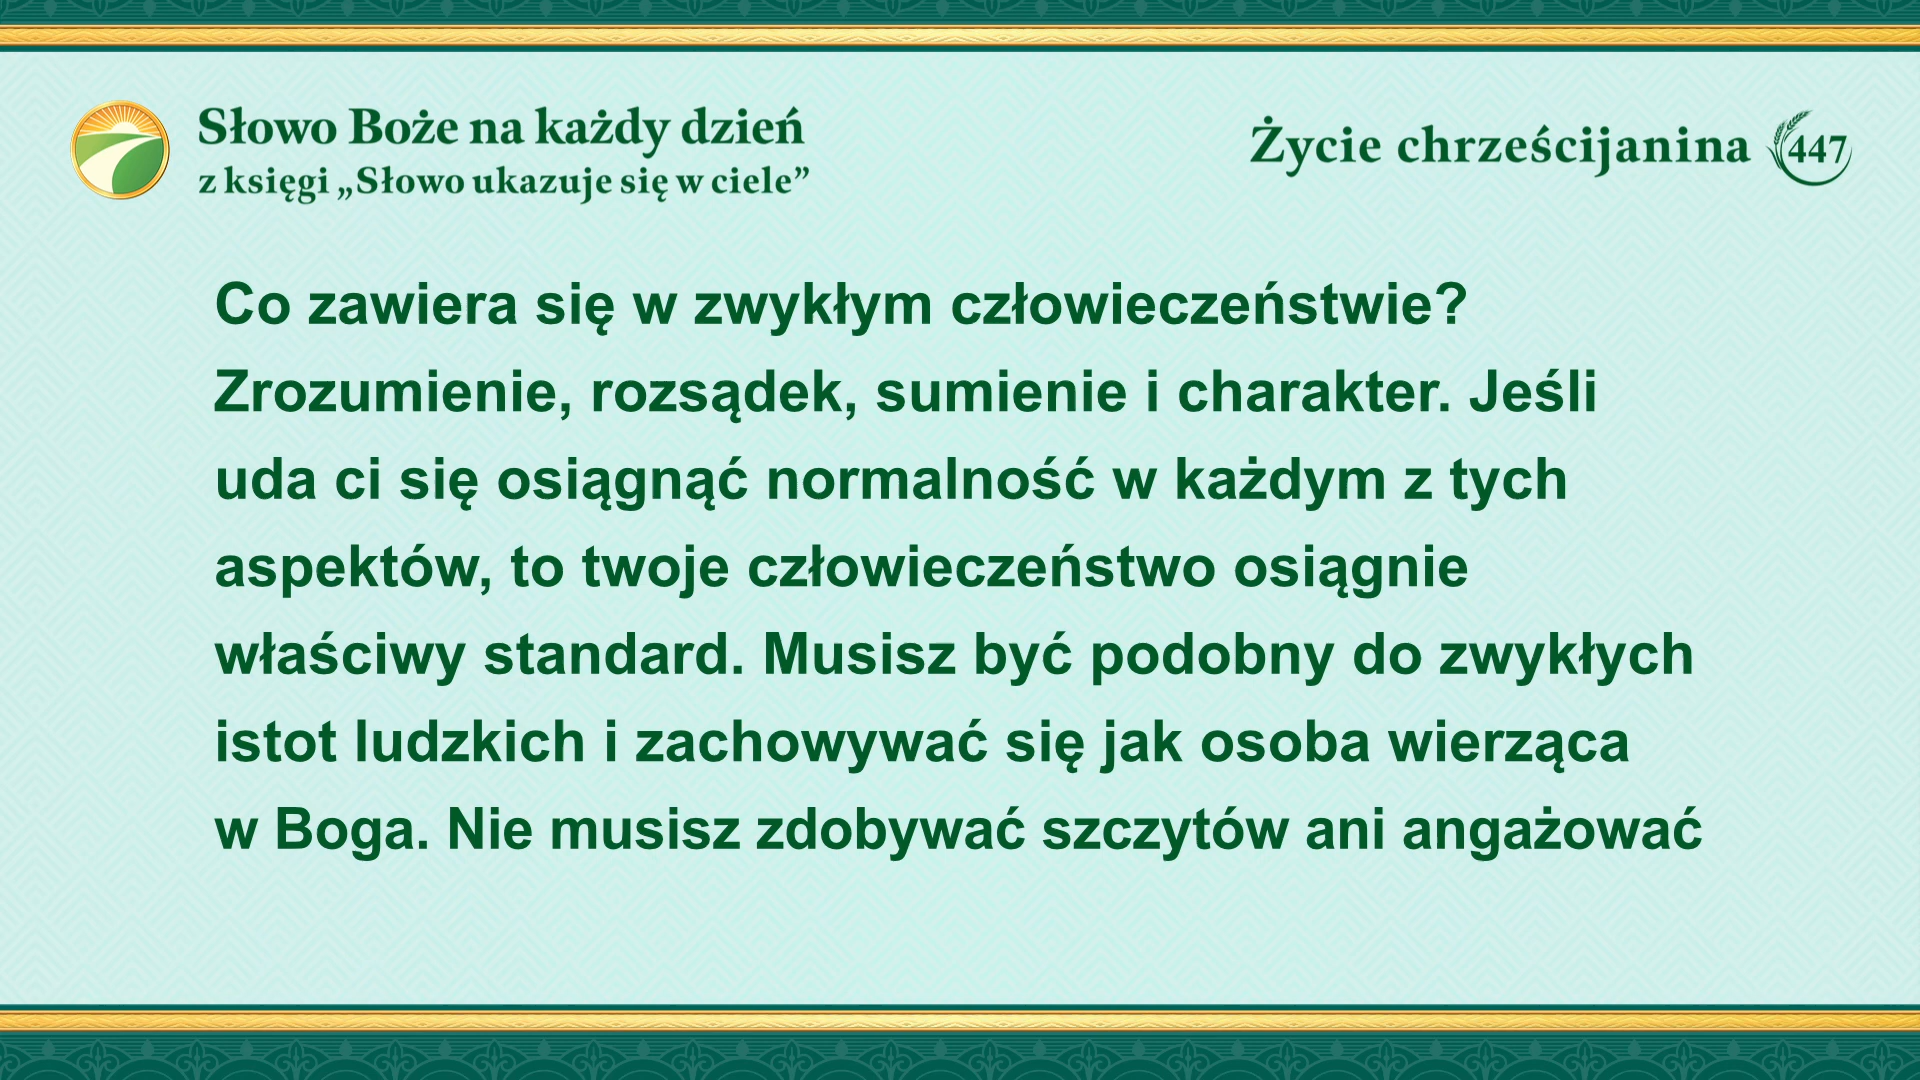 Słowo Boże na każdy dzień
z księgi „Słowo ukazuje się w ciele”
Życie chrześcijanina 447
Co zawiera się w zwykłym człowieczeństwie?
Zrozumienie, rozsądek, sumienie i charakter. Jeśli
uda ci się osiągnąć normalność w każdym z tych
aspektów, to twoje człowieczeństwo osiągnie
właściwy standard. Musisz być podobny do zwykłych
istot ludzkich i zachowywać się jak osoba wierząca
w Boga. Nie musisz zdobywać szczytów ani angażować